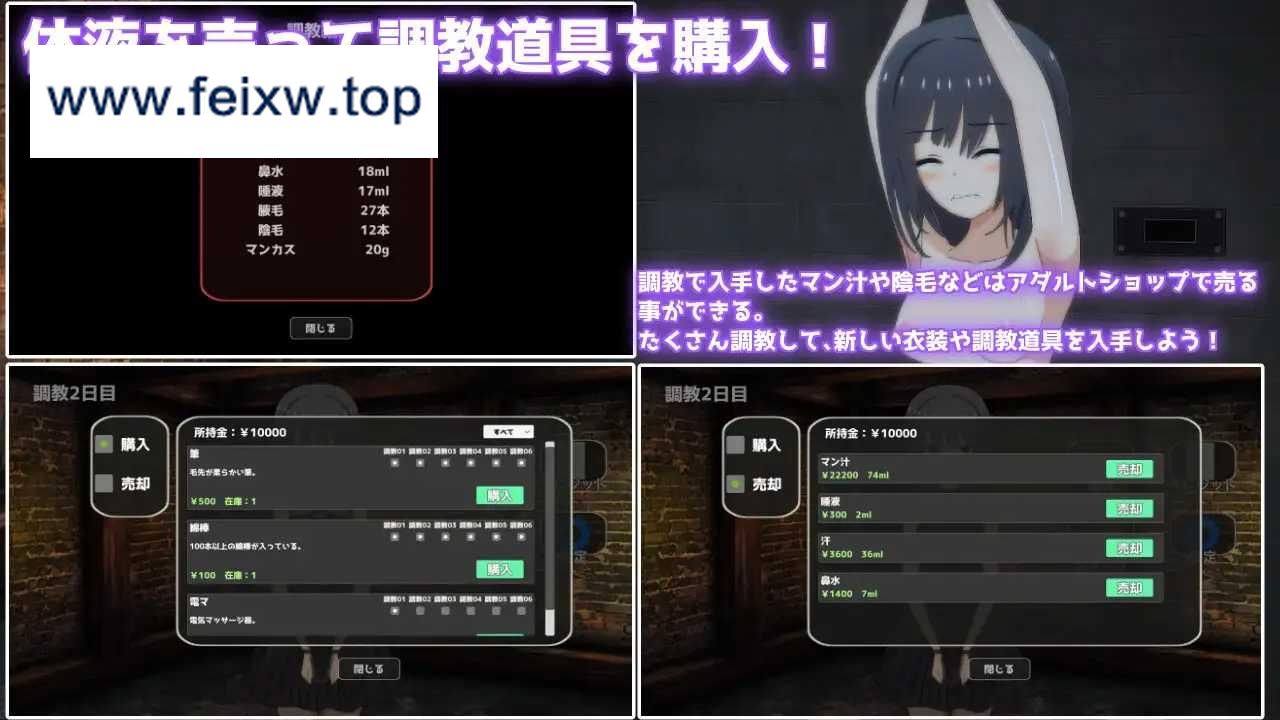 体液を売って調教道具を購入！
www.feixw.top
鼻水 18ml
唾液 17ml
腋毛 27本
陰毛 12本
マンカス 20g
閉じる
調教で入手したマン汁や陰毛などはアダルトショップで売る
事ができる。
たくさん調教して、新しい衣装や調教道具を入手しよう！
調教2日目
購入
売却
所持金：￥10000
すべて
筆
調教01 調教02 調教03 調教04 調教05 調教06
毛先が柔らかい筆。
￥500 在庫：1
購入
綿棒
調教01 調教02 調教03 調教04 調教05 調教06
100本以上の綿棒が入っている。
￥100 在庫：1
購入
電マ
調教01 調教02 調教03 調教04 調教05 調教06
電気マッサージ器。
閉じる
調教2日目
購入
売却
所持金：￥10000
マン汁
￥22200 74ml
売却
唾液
￥300 2ml
売却
汗
￥3600 36ml
売却
鼻水
￥1400 7ml
売却
閉じる